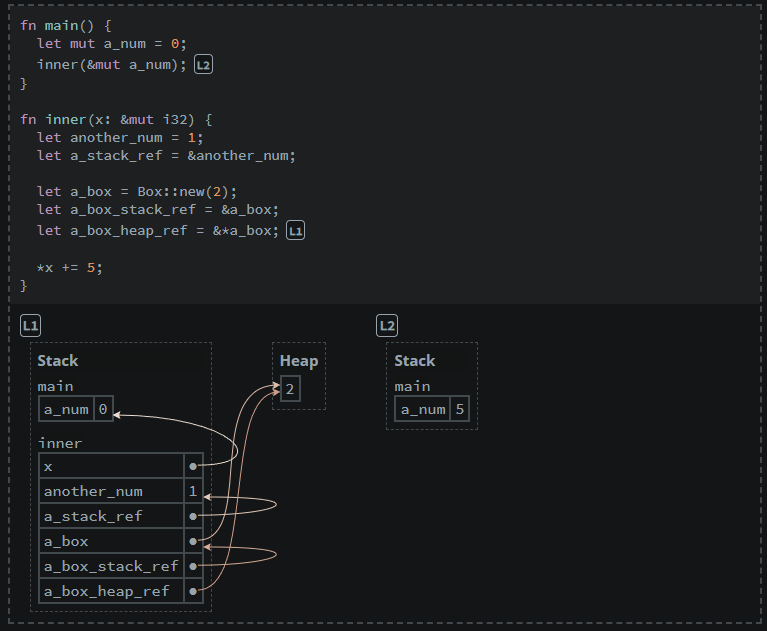 fn main() {
let mut a_num = 0;
inner(&mut a_num); L2
}
fn inner(x: &mut i32) {
let another_num = 1;
let a_stack_ref = &another_num;
let a_box = Box::new(2);
let a_box_stack_ref = &a_box;
let a_box_heap_ref = &*a_box; L1
*x += 5;
}
L1
Stack
main
a_num 0
inner
x
another_num 1
a_stack_ref
a_box
a_box_stack_ref
a_box_heap_ref
Heap
2
L2
Stack
main
a_num 5